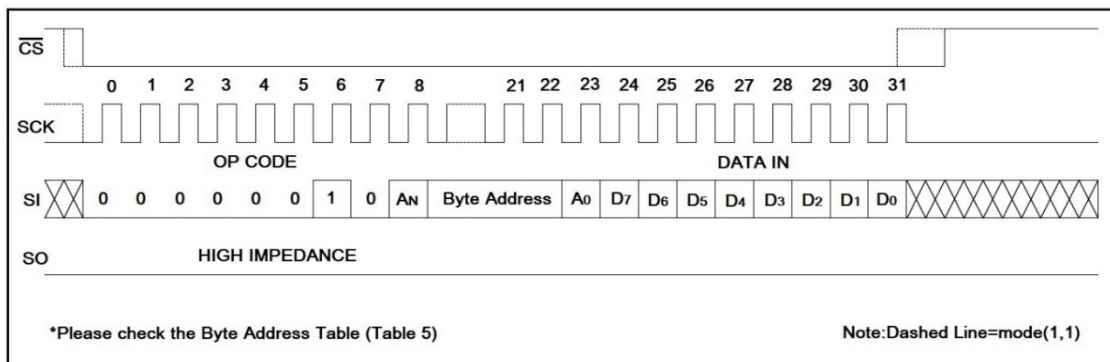 CS
0 1 2 3 4 5 6 7 8 21 22 23 24 25 26 27 28 29 30 31
SCK
OP CODE DATA IN
SI 0 0 0 0 0 0 1 0 AN Byte Address A0 D7 D6 D5 D4 D3 D2 D1 D0
SO HIGH IMPEDANCE
*Please check the Byte Address Table (Table 5) Note:Dashed Line=mode(1,1)